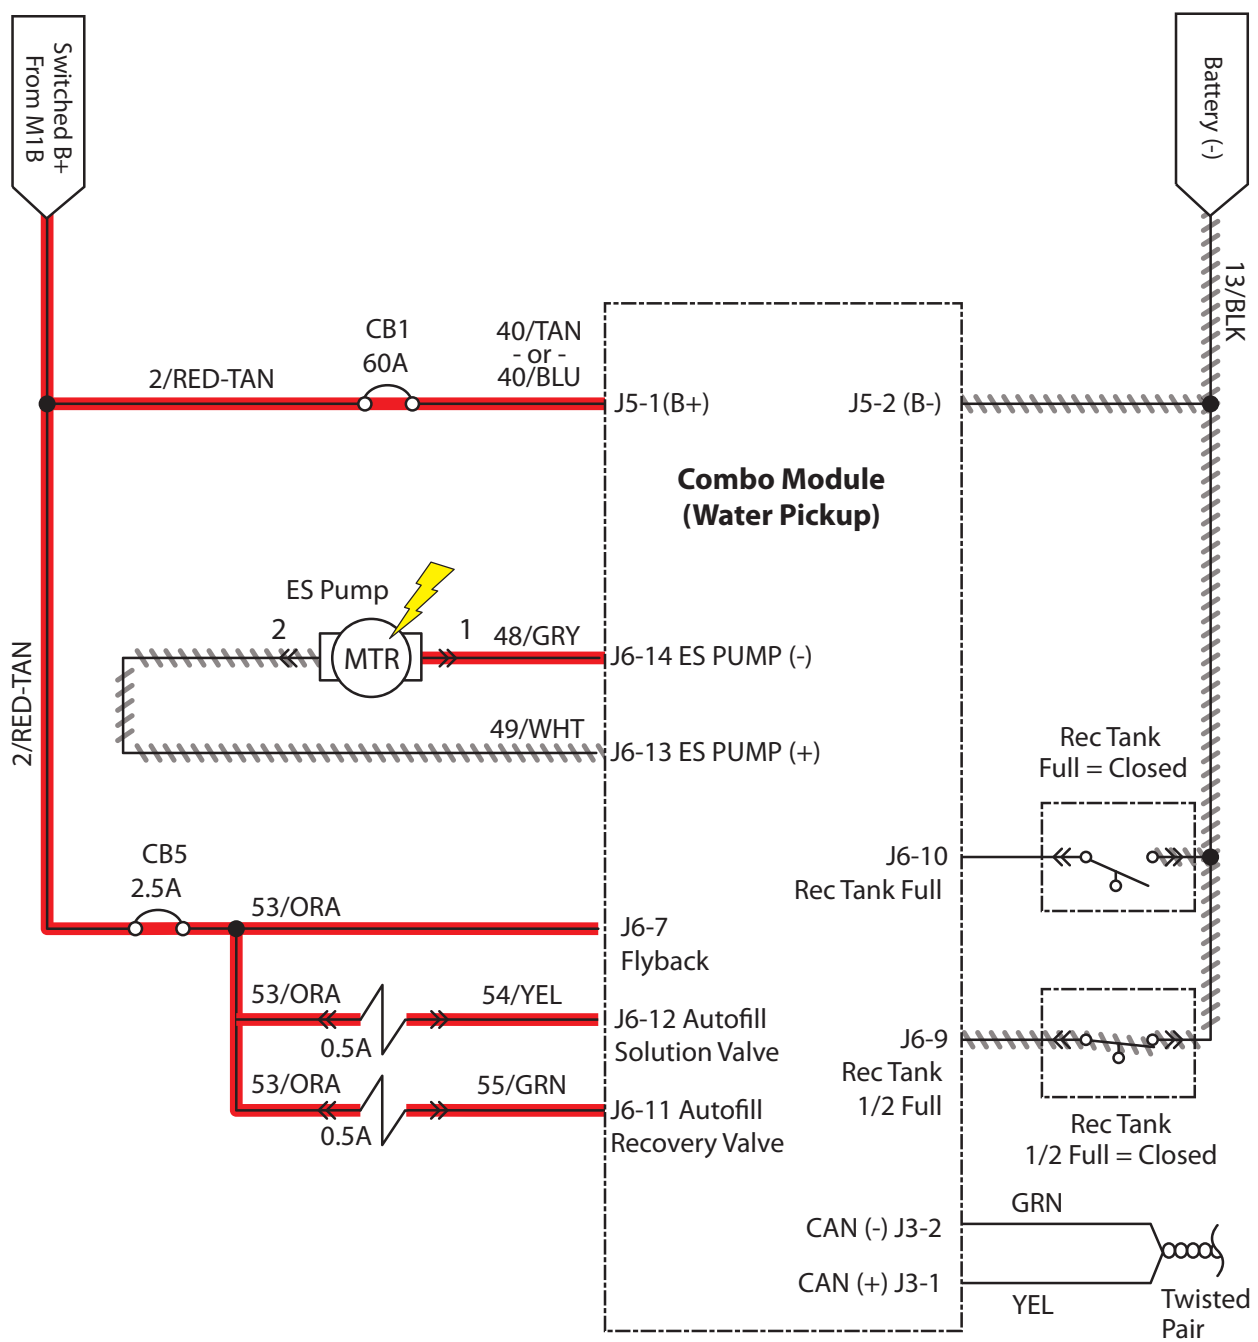 Switched B+
From M1B
Battery (-)
13/BLK
CB1
60A
2/RED-TAN
40/TAN
- or -
40/BLU
J5-1(B+)
J5-2 (B-)
Combo Module
(Water Pickup)
ES Pump
2
MTR
1
48/GRY
J6-14 ES PUMP (-)
2/RED-TAN
49/WHT
J6-13 ES PUMP (+)
Rec Tank
Full = Closed
J6-10
Rec Tank Full
CB5
2.5A
53/ORA
J6-7
Flyback
53/ORA
0.5A
54/YEL
J6-12 Autofill
Solution Valve
J6-9
Rec Tank
1/2 Full
53/ORA
0.5A
55/GRN
J6-11 Autofill
Recovery Valve
Rec Tank
1/2 Full = Closed
GRN
CAN (-) J3-2
CAN (+) J3-1
YEL
Twisted
Pair